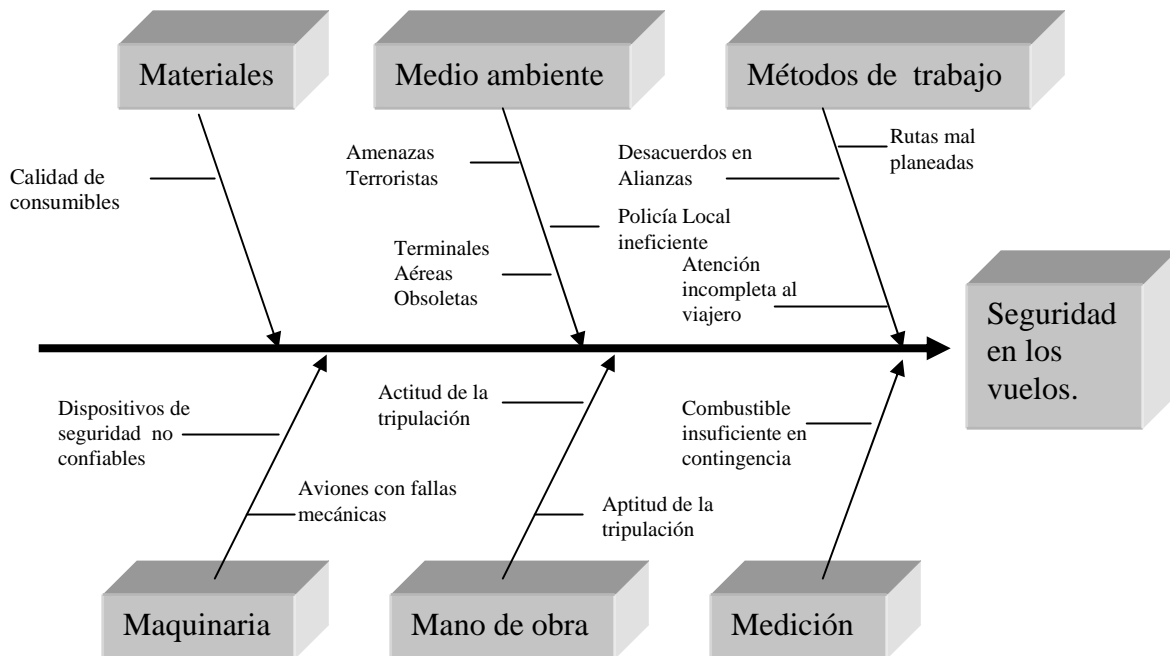 Materiales
Medio ambiente
Métodos de trabajo
Calidad de
consumibles
Amenazas
Terroristas
Terminales
Aéreas
Obsoletas
Policía Local
ineficiente
Desacuerdos en
Alianzas
Atención
incompleta al
viajero
Rutas mal
planeadas
Seguridad
en los
vuelos.
Dispositivos de
seguridad no
confiables
Aviones con fallas
mecánicas
Actitud de la
tripulación
Aptitud de la
tripulación
Combustible
insuficiente en
contingencia
Maquinaria
Mano de obra
Medición